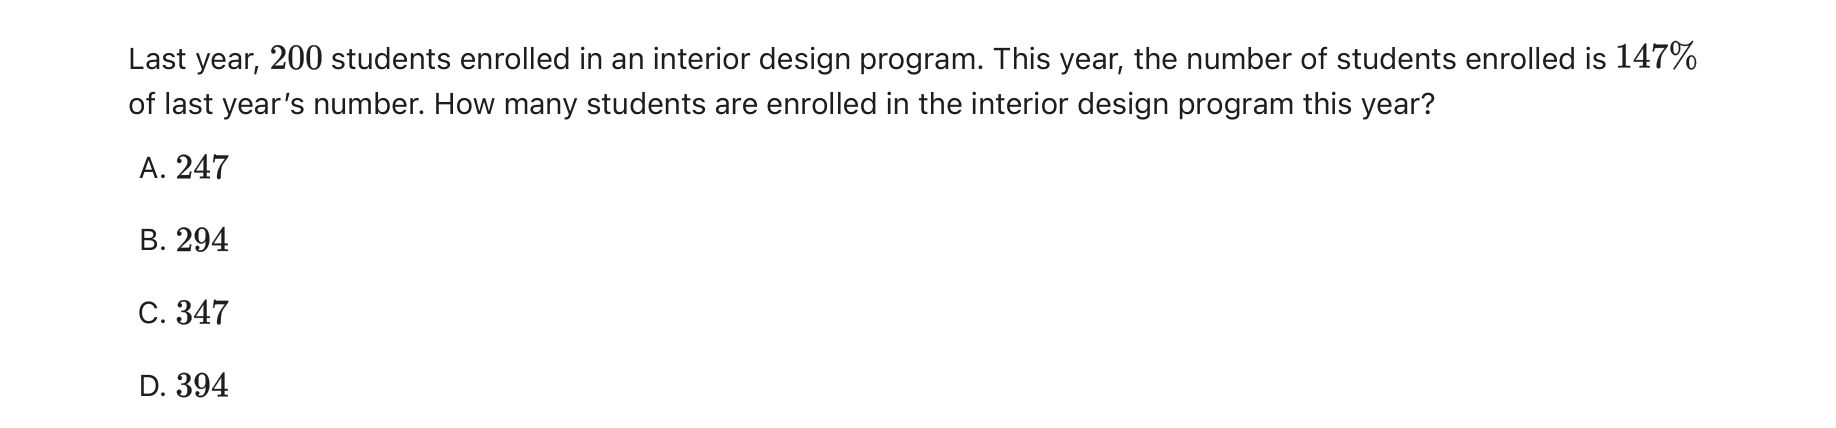 Last year, 200 students enrolled in an interior design program. This year, the number of students enrolled is 147%
of last year’s number. How many students are enrolled in the interior design program this year?
A. 247
B. 294
C. 347
D. 394